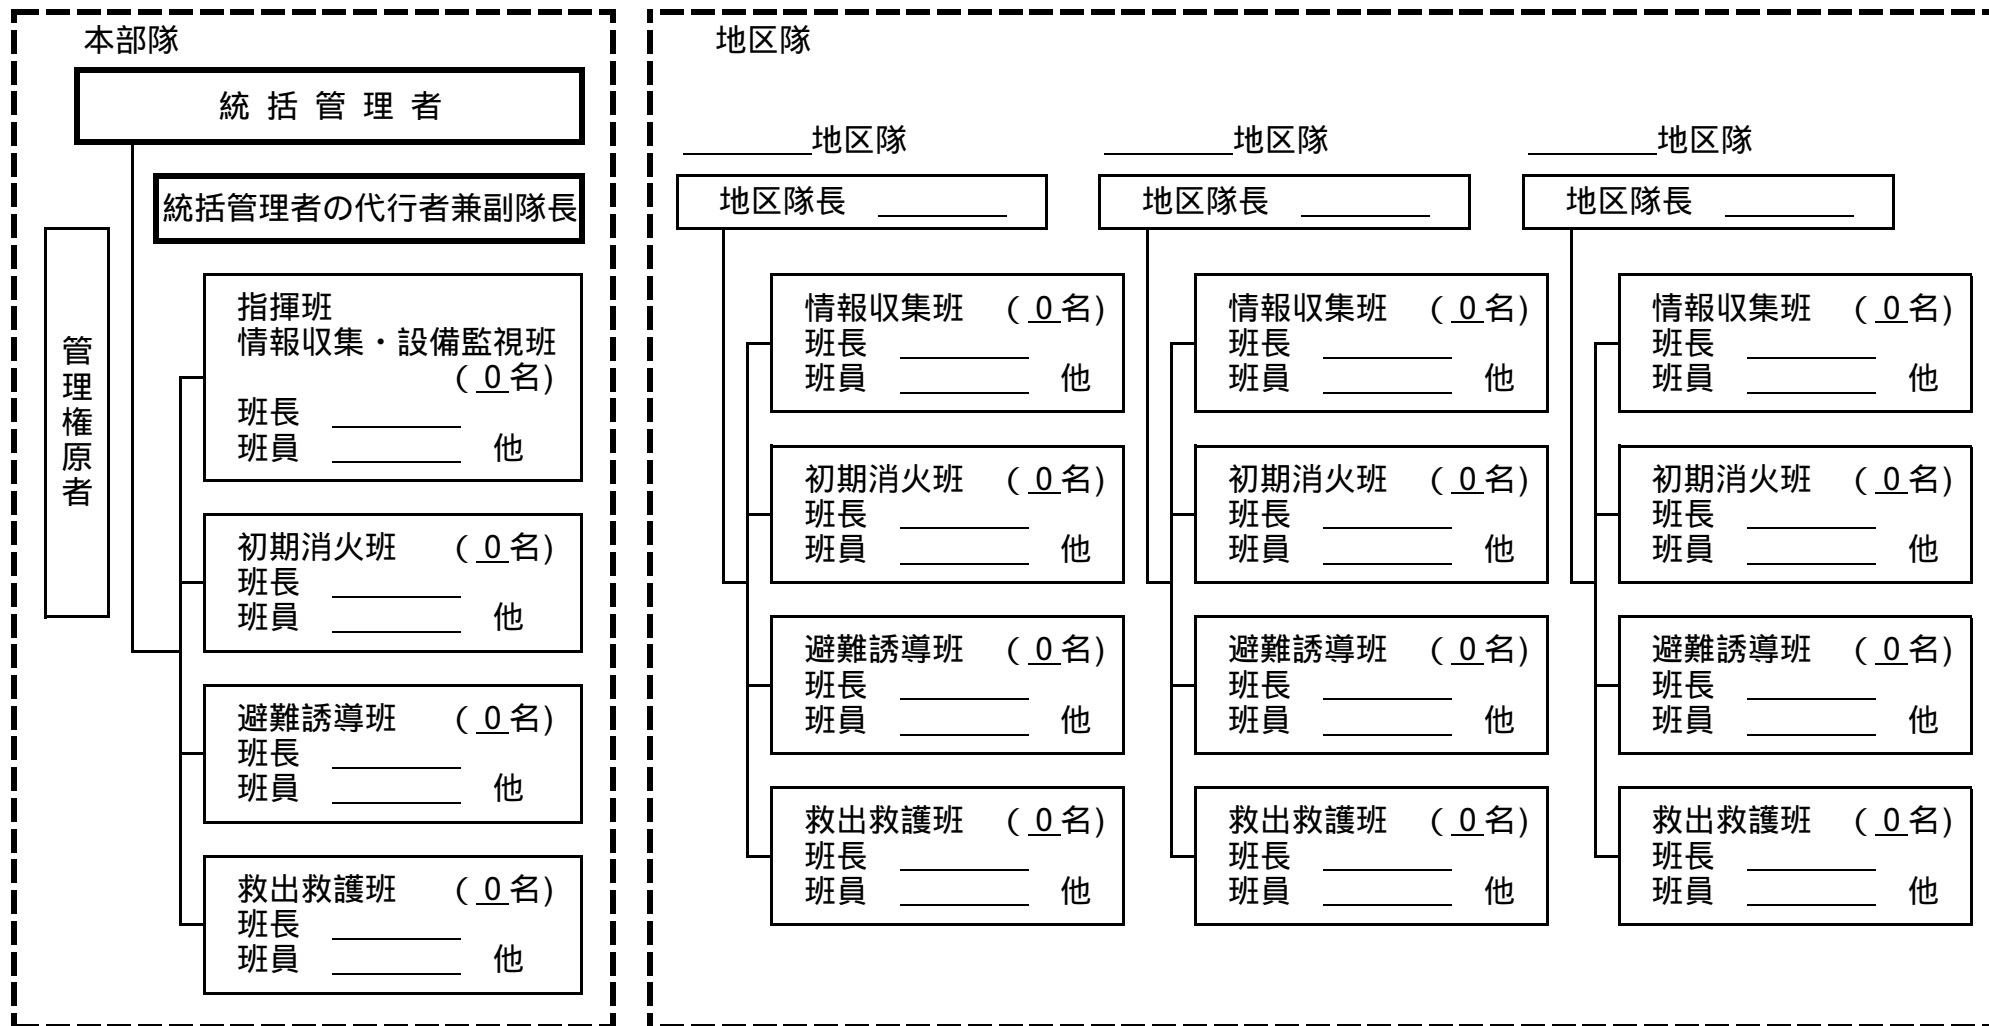 本部隊
統 括 管 理 者
統括管理者の代行者兼副隊長
管理権原者
指揮班
情報収集・設備監視班
( 0 名)
班長
班員 他
初期消火班 ( 0 名)
班長
班員 他
避難誘導班 ( 0 名)
班長
班員 他
救出救護班 ( 0 名)
班長
班員 他
地区隊
地区隊
地区隊長
情報収集班 ( 0 名)
班長
班員 他
初期消火班 ( 0 名)
班長
班員 他
避難誘導班 ( 0 名)
班長
班員 他
救出救護班 ( 0 名)
班長
班員 他
地区隊
地区隊長
情報収集班 ( 0 名)
班長
班員 他
初期消火班 ( 0 名)
班長
班員 他
避難誘導班 ( 0 名)
班長
班員 他
救出救護班 ( 0 名)
班長
班員 他
地区隊
地区隊長
情報収集班 ( 0 名)
班長
班員 他
初期消火班 ( 0 名)
班長
班員 他
避難誘導班 ( 0 名)
班長
班員 他
救出救護班 ( 0 名)
班長
班員 他